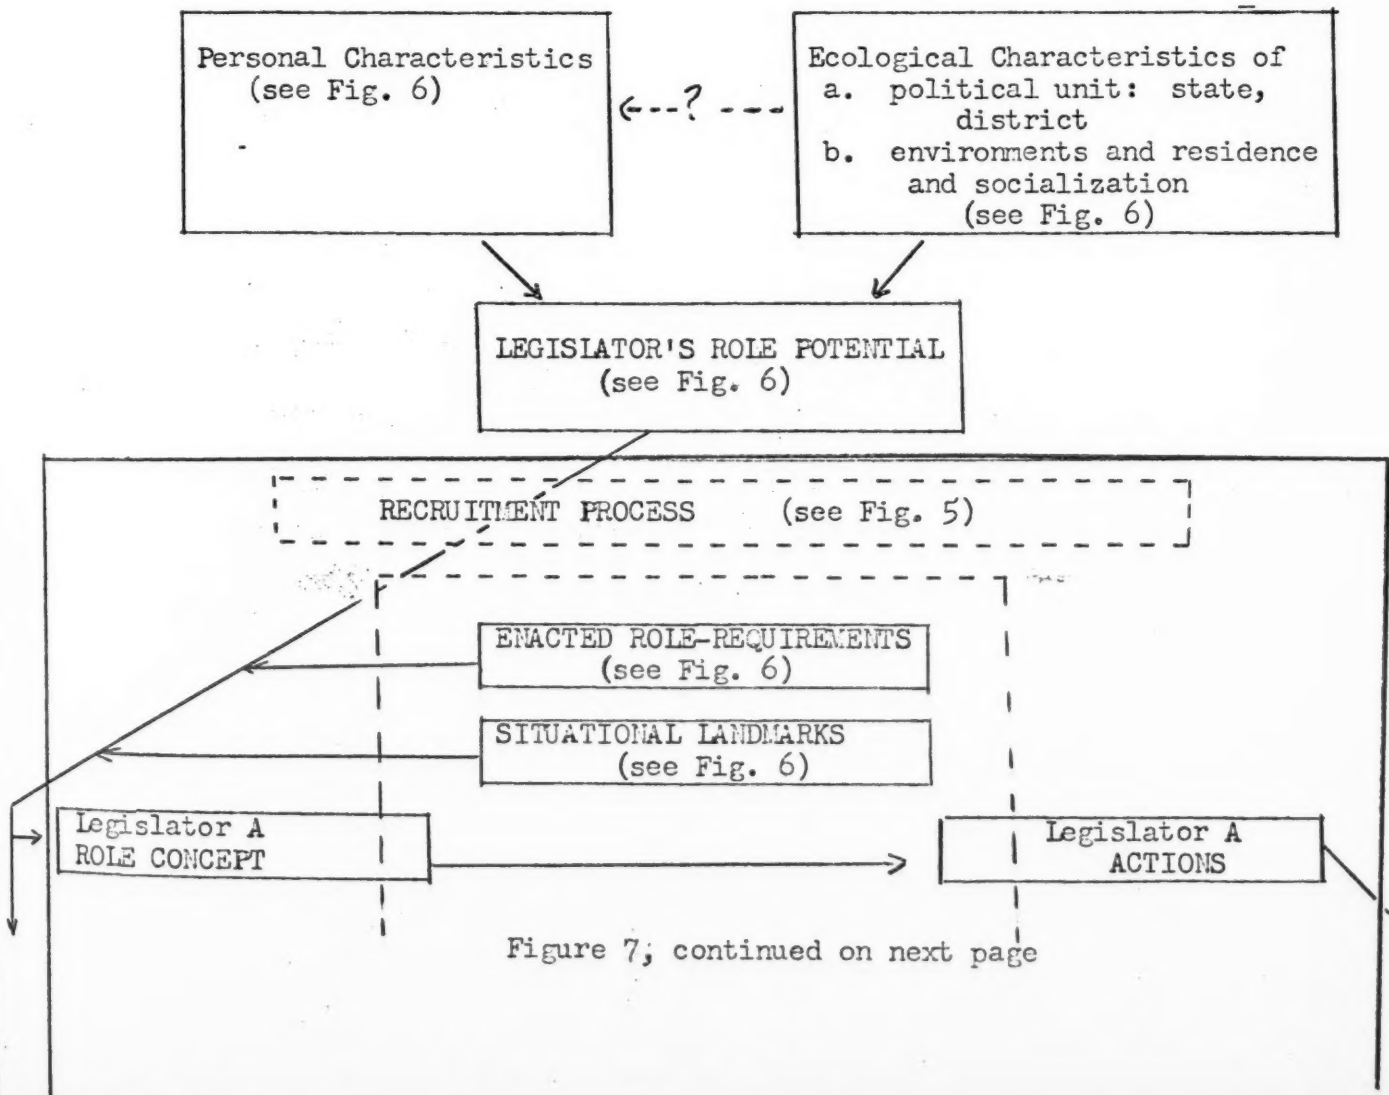 Personal Characteristics
(see Fig. 6)
?
Ecological Characteristics of
a. political unit: state,
district
b. environments and residence
and socialization
(see Fig. 6)
LEGISLATOR'S ROLE POTENTIAL
(see Fig. 6)
RECRUITMENT PROCESS (see Fig. 5)
ENACTED ROLE-REQUIREMENTS
(see Fig. 6)
SITUATIONAL LANDMARKS
(see Fig. 6)
Legislator A
ROLE CONCEPT
Legislator A
ACTIONS
Figure 7, continued on next page